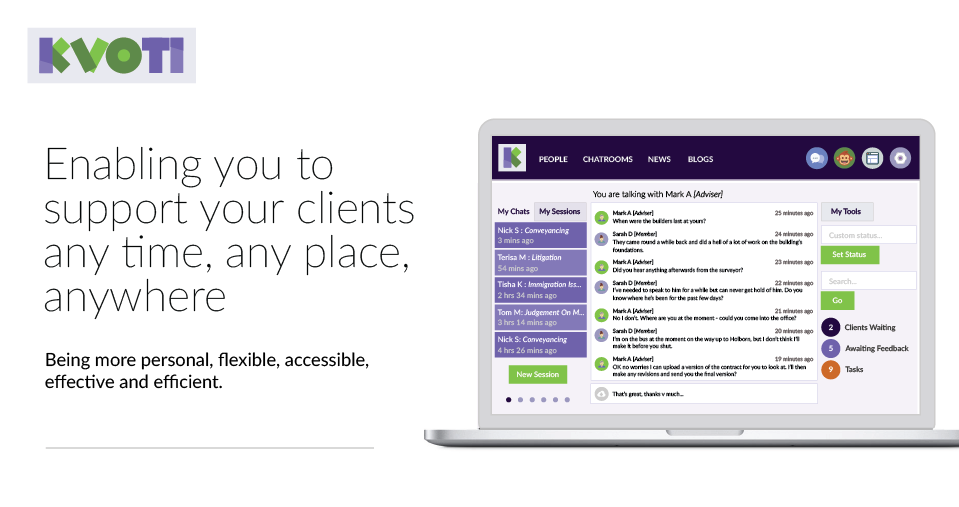 KVOTI
Enabling you to
support your clients
any time, any place,
anywhere
Being more personal, flexible, accessible,
effective and efficient.
K
PEOPLE
CHATROOMS
NEWS
BLOGS
You are talking with Mark A [Adviser]
My Chats
My Sessions
Nick S : Conveyancing
3 mins ago
Terisa M : Litigation
54 mins ago
Tisha K : Immigration Iss...
2 hrs 34 mins ago
Tom M: Judgement On M...
3 hrs 14 mins ago
Nick S: Conveyancing
4 hrs 26 mins ago
New Session
Mark A [Adviser]
25 minutes ago
When were the builders last at yours?
Sarah D [Member]
24 minutes ago
They came round a while back and did a hell of a lot of work on the building's
foundations.
Mark A [Adviser]
23 minutes ago
Did you hear anything afterwards from the surveyor?
Sarah D [Member]
22 minutes ago
I've needed to speak to him for a while but can never get hold of him. Do you
know where he's been for the past few days?
Mark A [Adviser]
21 minutes ago
No I don't. Where are you at the moment - could you come into the office?
Sarah D [Member]
20 minutes ago
I'm on the bus at the moment on the way up to Holborn, but I don't think I'll
make it before you shut.
Mark A [Adviser]
19 minutes ago
OK no worries I can upload a version of the contract for you to look at. I'll then
make any revisions and send you the final version?
That's great, thanks v much...
My Tools
Custom status...
Set Status
Search...
Go
2 Clients Waiting
5 Awaiting Feedback
9 Tasks